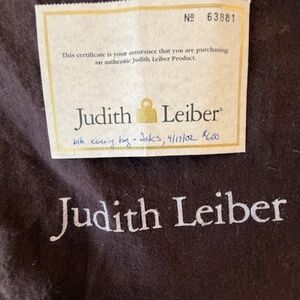 Nº 63881
This certificate is your assurance that you are purchasing
an authentic Judith Leiber Product.
Judith Leiber®
blk evening bag - Saks, 4/17/02 $600
Judith Leiber